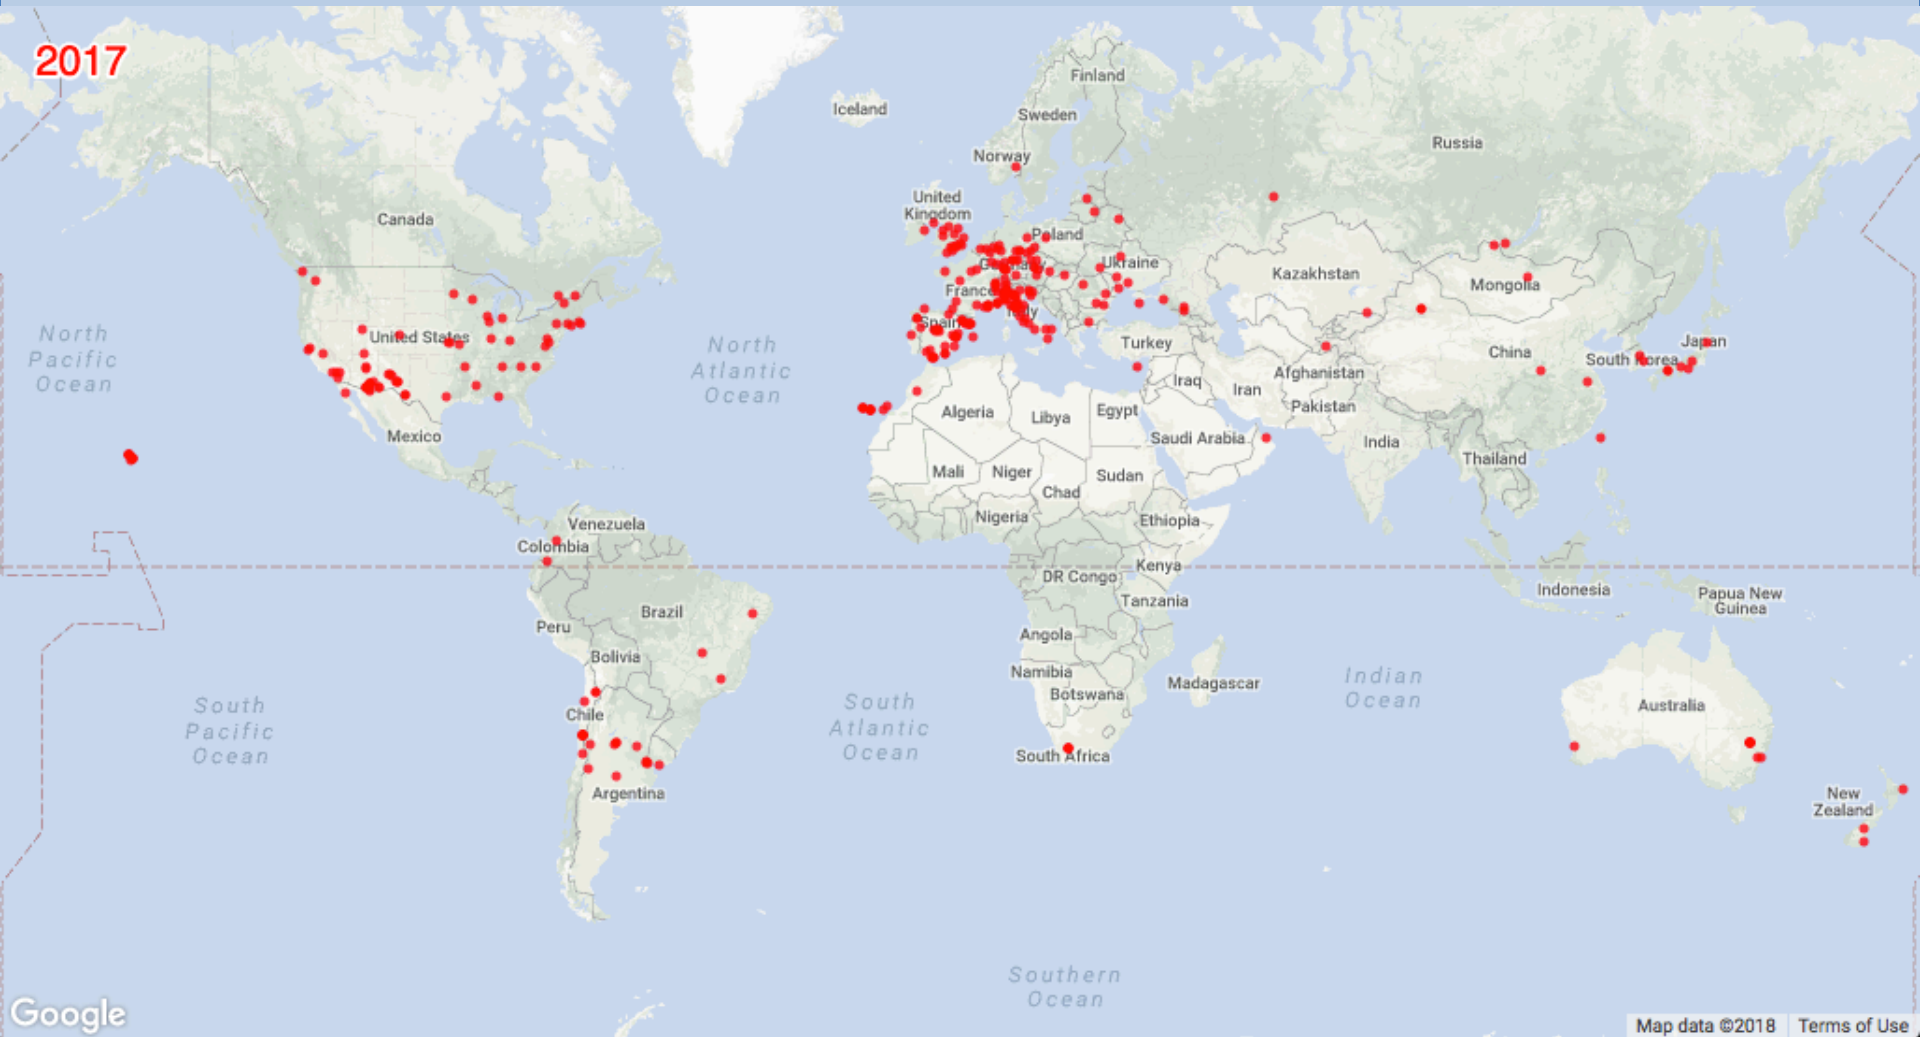 2017
Finland
Iceland
Sweden
Russia
Norway
United
Kingdom
Canada
Poland
Ukraine
Germany
Kazakhstan
Mongolia
France
Italy
Spain
United States
North
Pacific
Ocean
North
Atlantic
Ocean
Turkey
Japan
China
South Korea
Afghanistan
Iraq
Iran
Pakistan
Algeria
Libya
Egypt
Mexico
Saudi Arabia
India
Thailand
Mali
Niger
Sudan
Chad
Nigeria
Ethiopia
Venezuela
Colombia
Kenya
DR Congo
Indonesia
Papua New
Guinea
Tanzania
Brazil
Peru
Angola
Bolivia
Namibia
Botswana
Madagascar
Indian
Ocean
South
Pacific
Ocean
South
Atlantic
Ocean
Australia
Chile
South Africa
Argentina
New
Zealand
Southern
Ocean
Google
Map data ©2018
Terms of Use